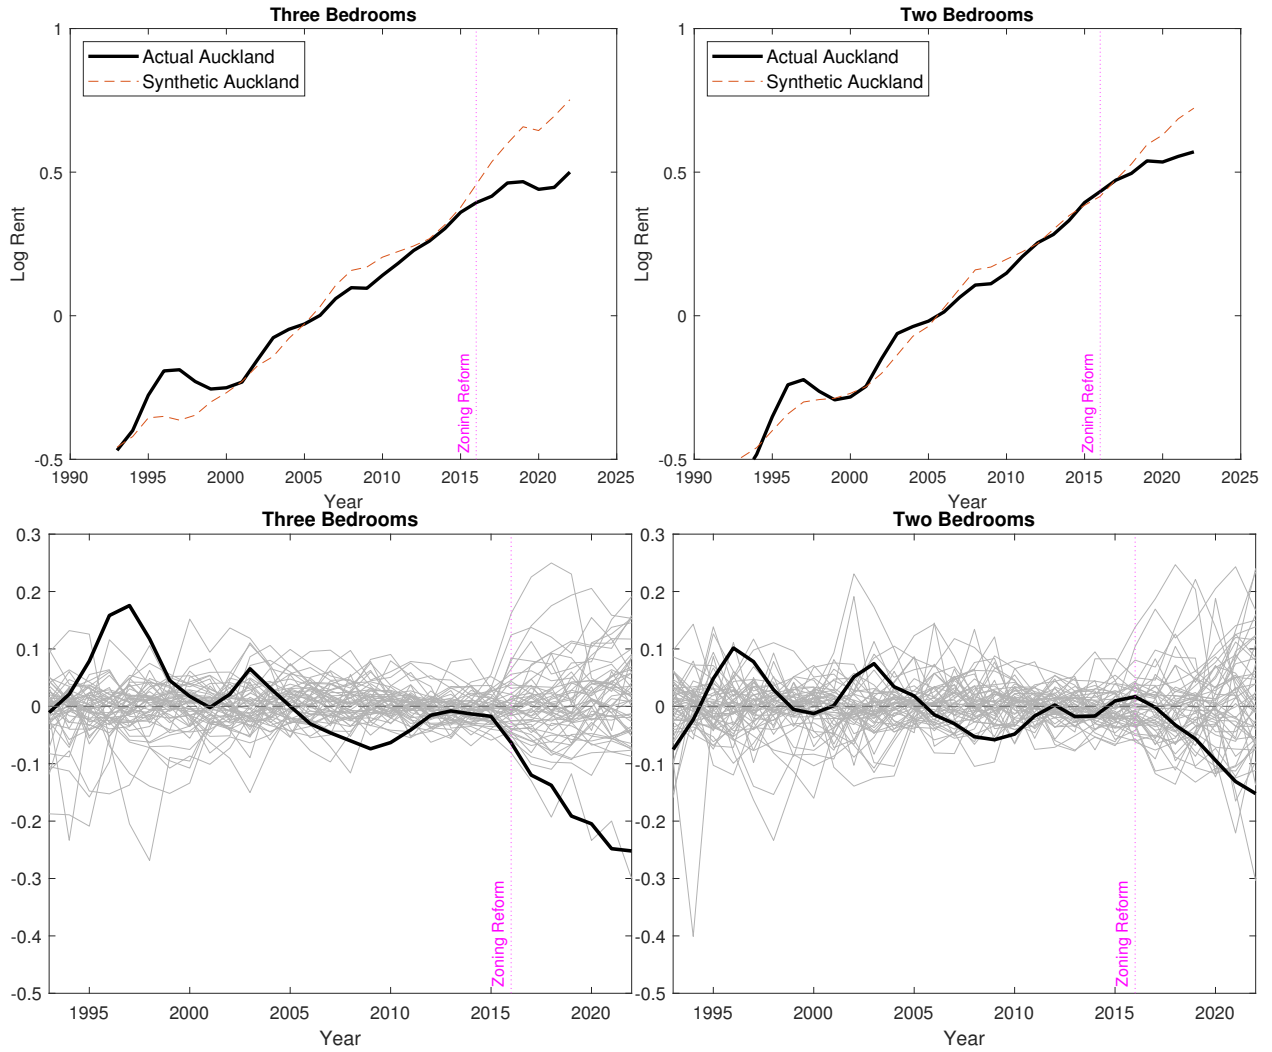 Three Bedrooms
1
0.5
0
-0.5
Log Rent
Actual Auckland
Synthetic Auckland
Zoning Reform
1990 1995 2000 2005 2010 2015 2020 2025
Year
Two Bedrooms
1
0.5
0
-0.5
Log Rent
Actual Auckland
Synthetic Auckland
Zoning Reform
1990 1995 2000 2005 2010 2015 2020 2025
Year
Three Bedrooms
0.3
0.2
0.1
0
-0.1
-0.2
-0.3
-0.4
-0.5
Zoning Reform
1995 2000 2005 2010 2015 2020
Year
Two Bedrooms
0.3
0.2
0.1
0
-0.1
-0.2
-0.3
-0.4
-0.5
Zoning Reform
1995 2000 2005 2010 2015 2020
Year